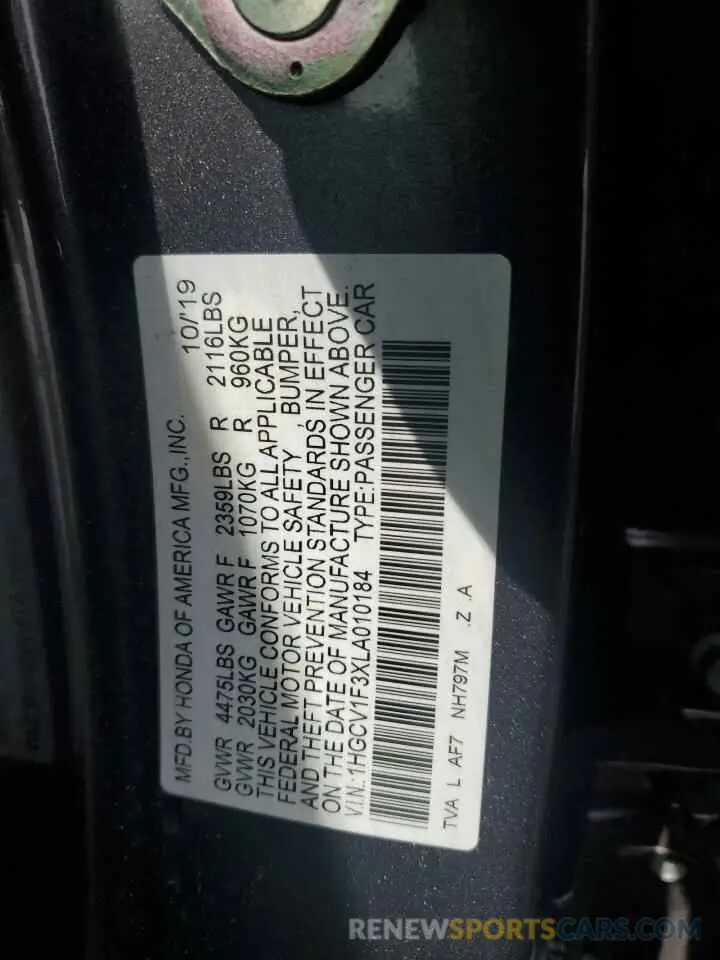 MFD.BY HONDA OF AMERICA MFG.,INC. 10/'19
GVWR 4475LBS GAWR F 2359LBS R 2116LBS
GVWR 2030KG GAWR F 1070KG R 960KG
THIS VEHICLE CONFORMS TO ALL APPLICABLE
FEDERAL MOTOR VEHICLE SAFETY , BUMPER,
AND THEFT PREVENTION STANDARDS IN EFFECT
ON THE DATE OF MANUFACTURE SHOWN ABOVE.
V.I.N.:1HGCV1F3XLA010184 TYPE:PASSENGER CAR
TVA L AF7 NH797M .Z .A
RENEWSPORTSCARS.COM